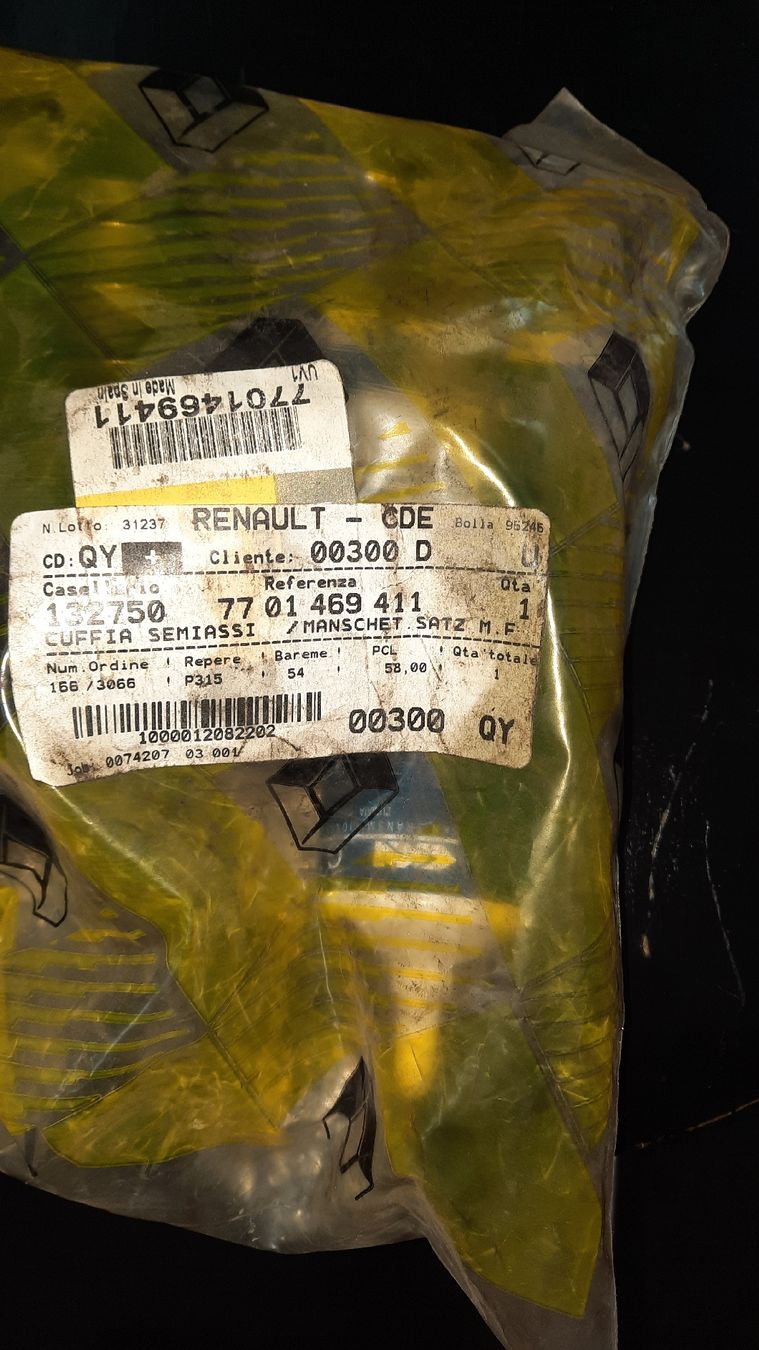 UV1
Made in Spain
7701469411
N.Lotto: 31237 RENAULT - CDE Bolla 95246
CD: QY + Cliente: 00300 D U
Casellario Referenza Qta
132750 77 01 469 411 1
CUFFIA SEMIASSI /MANSCHET.SATZ M F
Num.Ordine Repere Bareme PCL Qta'totale
166 /3066 P315 54 58,00 1
1000012082202 00300 QY
Job: 0074207 03 001